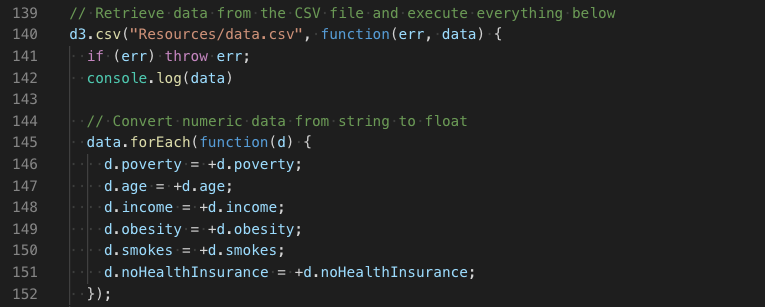 139 // Retrieve data from the CSV file and execute everything below
140 d3.csv("Resources/data.csv", function(err, data) {
141   if (err) throw err;
142   console.log(data)
143
144   // Convert numeric data from string to float
145   data.forEach(function(d) {
146     d.poverty = +d.poverty;
147     d.age = +d.age;
148     d.income = +d.income;
149     d.obesity = +d.obesity;
150     d.smokes = +d.smokes;
151     d.noHealthInsurance = +d.noHealthInsurance;
152   });